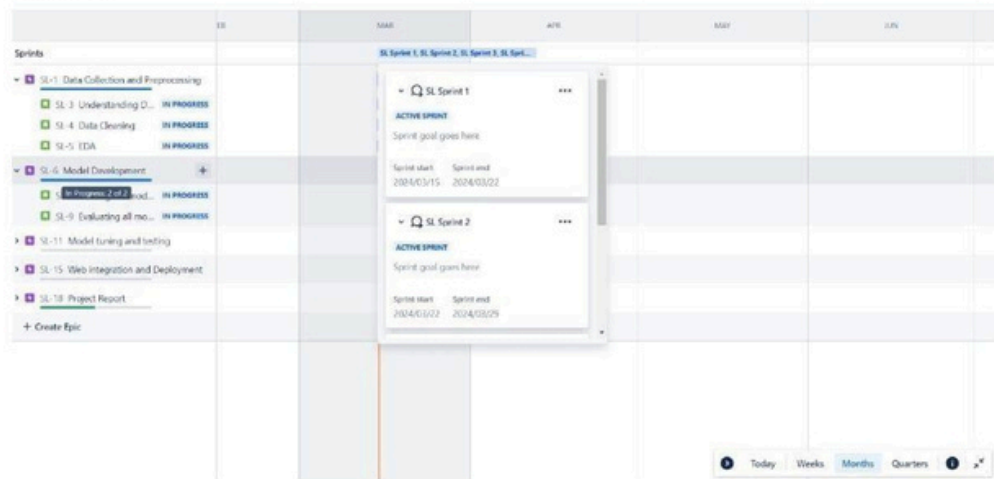 MAR APR MAY JUN
Sprints
SL Sprint 1, SL Sprint 2, SL Sprint 3, SL Spri...
SL-1 Data Collection and Preprocessing
SL-3 Understanding D... IN PROGRESS
SL-4 Data Cleaning IN PROGRESS
SL-5 EDA IN PROGRESS
SL-6 Model Development +
In Progress: 2 of 2
mod... IN PROGRESS
SL-9 Evaluating all mo... IN PROGRESS
SL-11 Model tuning and testing
SL-15 Web integration and Deployment
SL-18 Project Report
+ Create Epic
SL Sprint 1
ACTIVE SPRINT
Sprint goal goes here
Sprint start Sprint end
2024/03/15 2024/03/22
SL Sprint 2
ACTIVE SPRINT
Sprint goal goes here
Sprint start Sprint end
2024/03/22 2024/03/29
Today Weeks Months Quarters